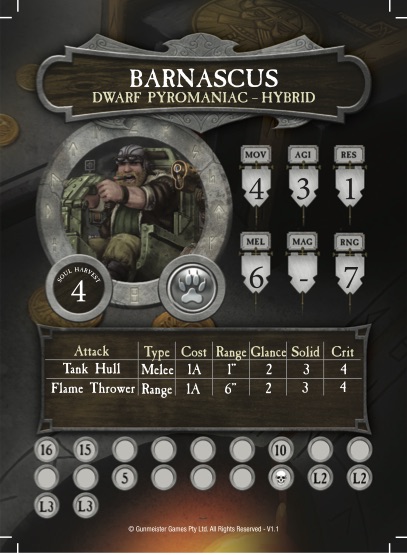 BARNASCUS
DWARF PYROMANIAC - HYBRID
MOV AGI RES
4 3 1
MEL MAG RNG
6 - 7
SOUL HARVEST
4
Attack Type Cost Range Glance Solid Crit
Tank Hull Melee 1A 1" 2 3 4
Flame Thrower Range 1A 6" 2 3 4
16 15 10
5 L2 L2
L3 L3
© Gunmeister Games Pty Ltd. All Rights Reserved - V1.1